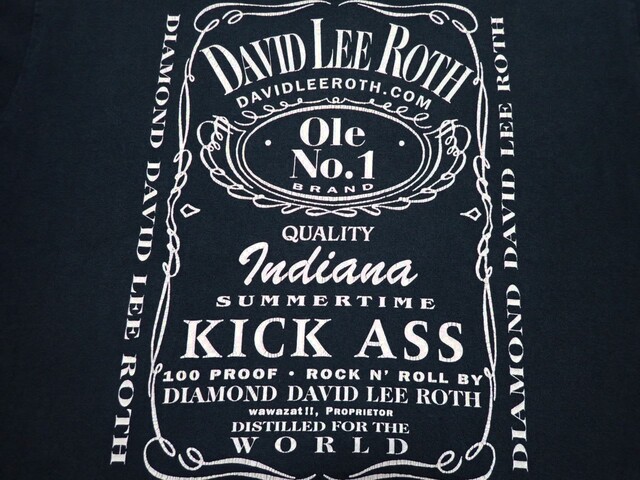 DAVID LEE ROTH
DAVIDLEEROTH.COM
Ole
No.1
BRAND
QUALITY
Indiana
SUMMERTIME
KICK ASS
100 PROOF · ROCK N' ROLL BY
DIAMOND DAVID LEE ROTH
wawazat!!, PROPRIETOR
DISTILLED FOR THE
WORLD
DIAMOND DAVID LEE ROTH
DIAMOND DAVID LEE ROTH